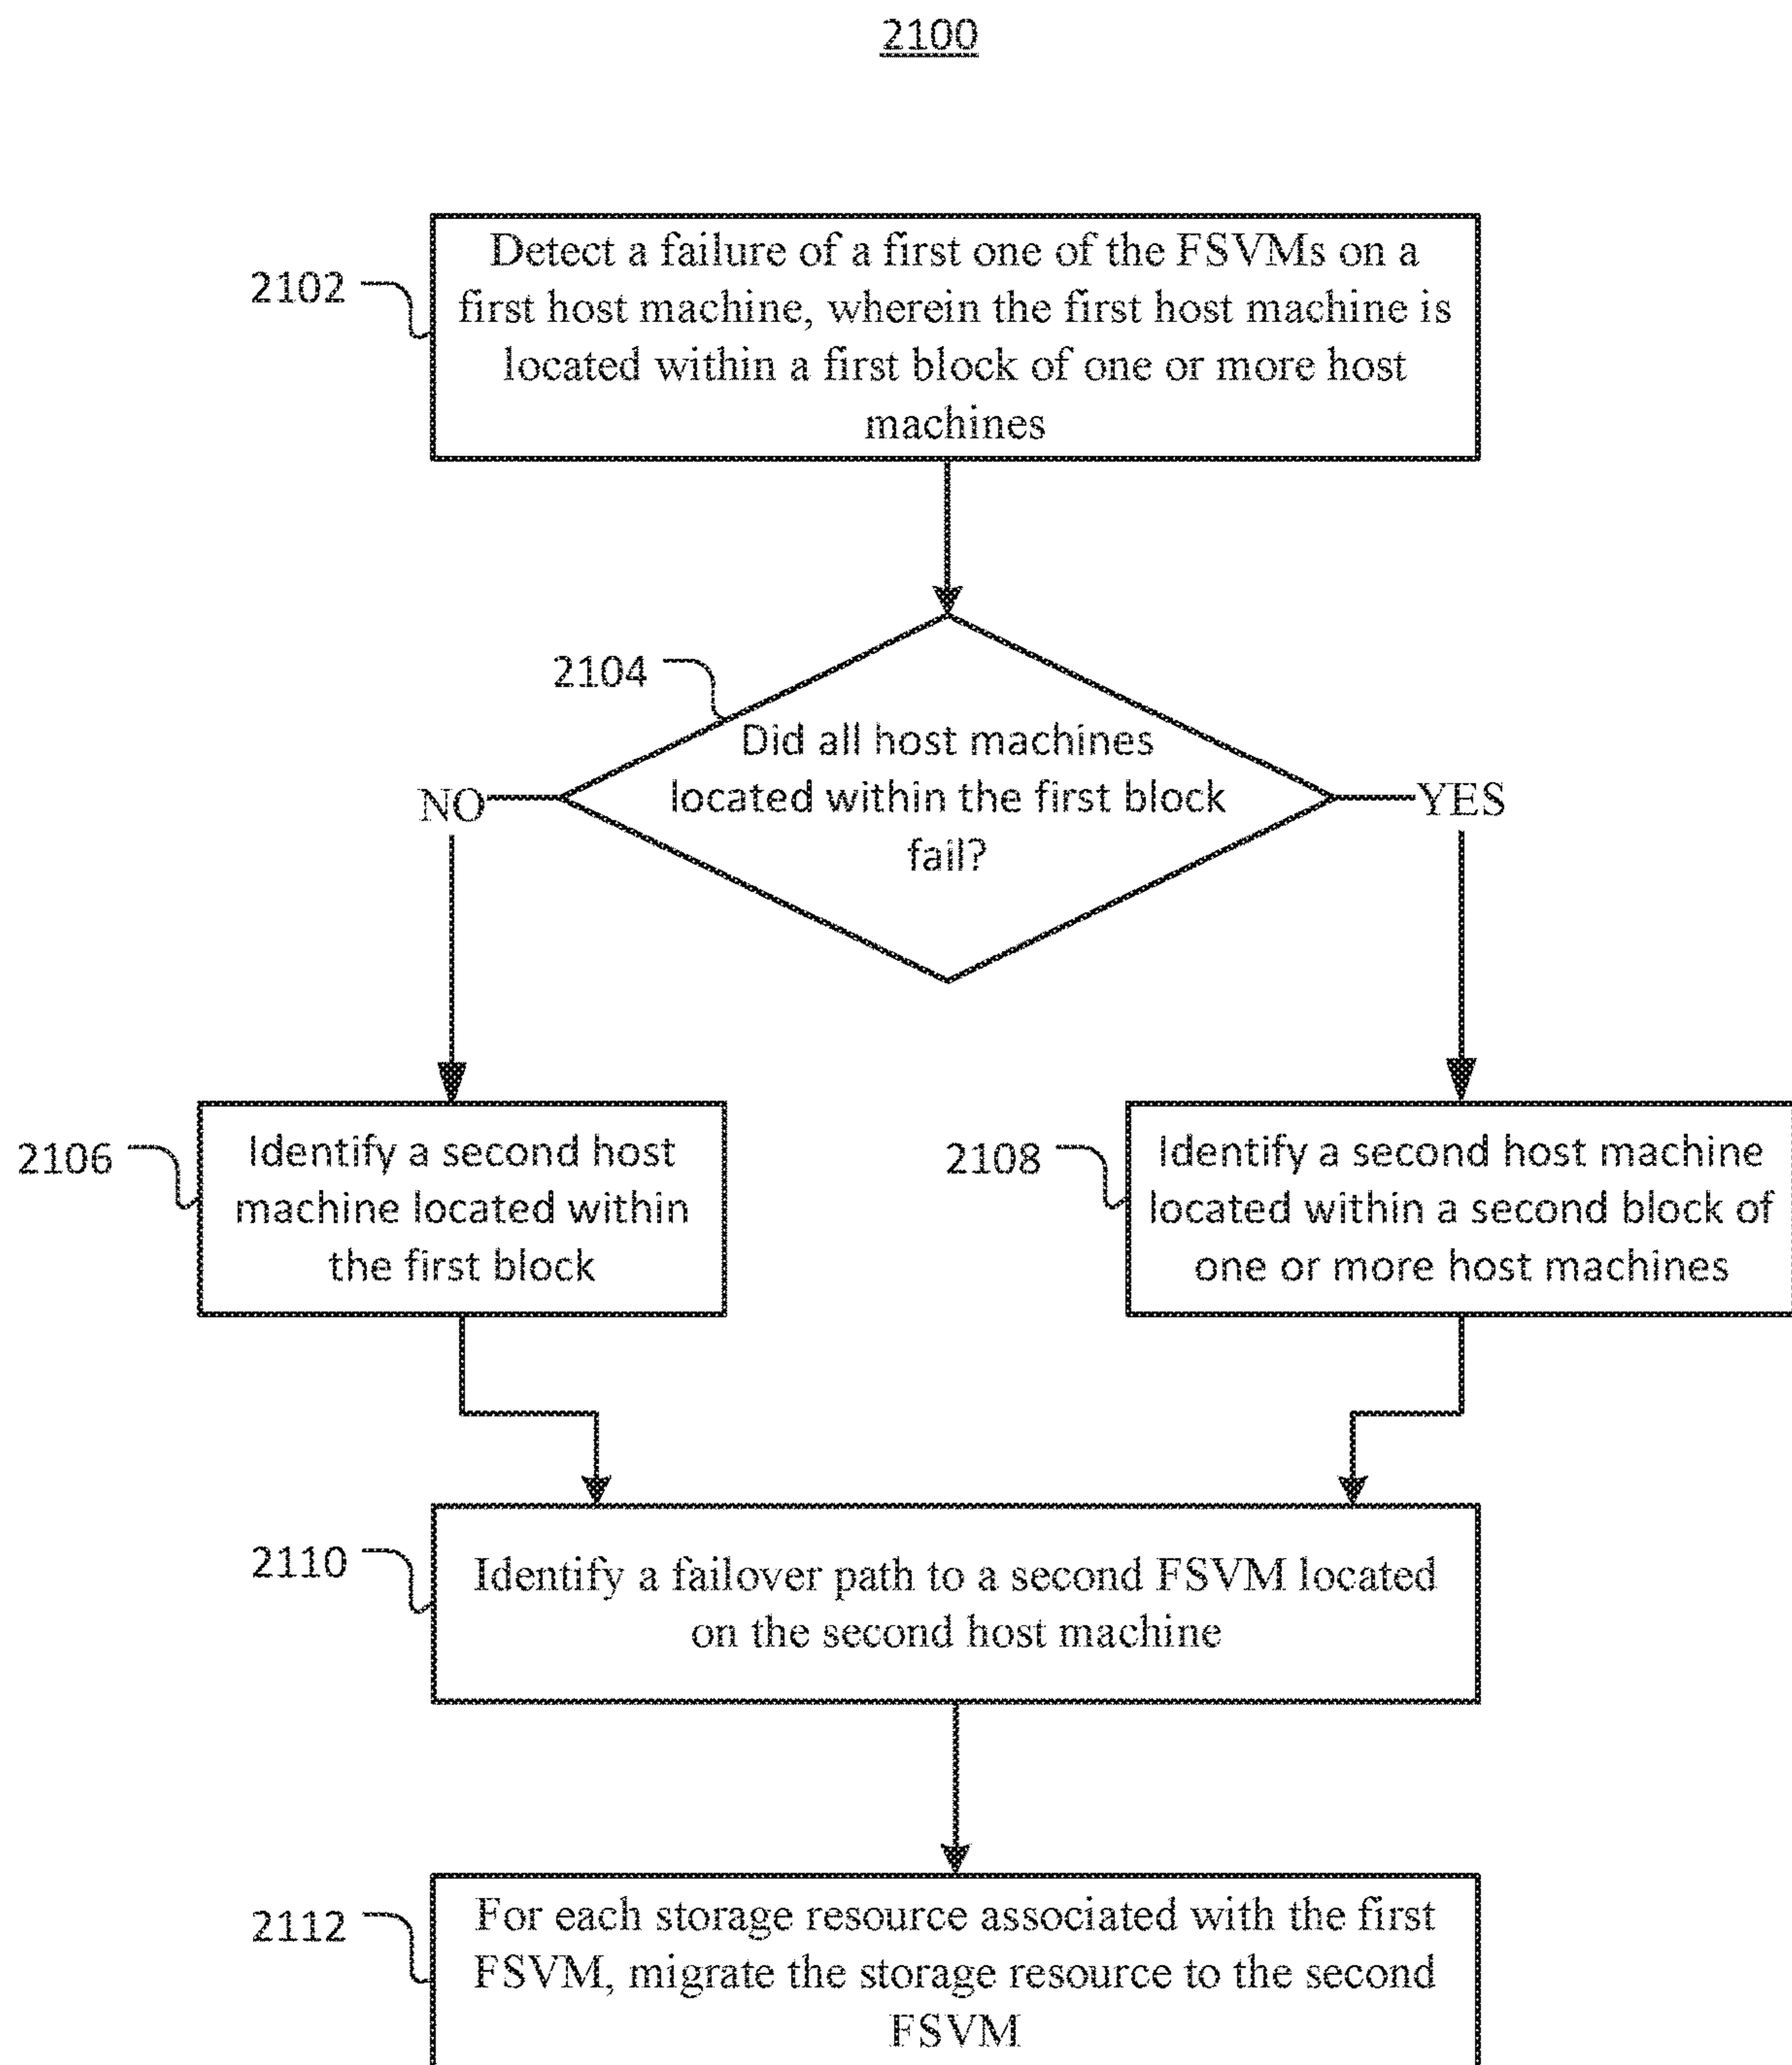 2100
2102
Detect a failure of a first one of the FSVMs on a
first host machine, wherein the first host machine is
located within a first block of one or more host
machines
2104
Did all host machines
located within the first block
fail?
NO
YES
2106
Identify a second host
machine located within
the first block
2108
Identify a second host machine
located within a second block of
one or more host machines
2110
Identify a failover path to a second FSVM located
on the second host machine
2112
For each storage resource associated with the first
FSVM, migrate the storage resource to the second
FSVM